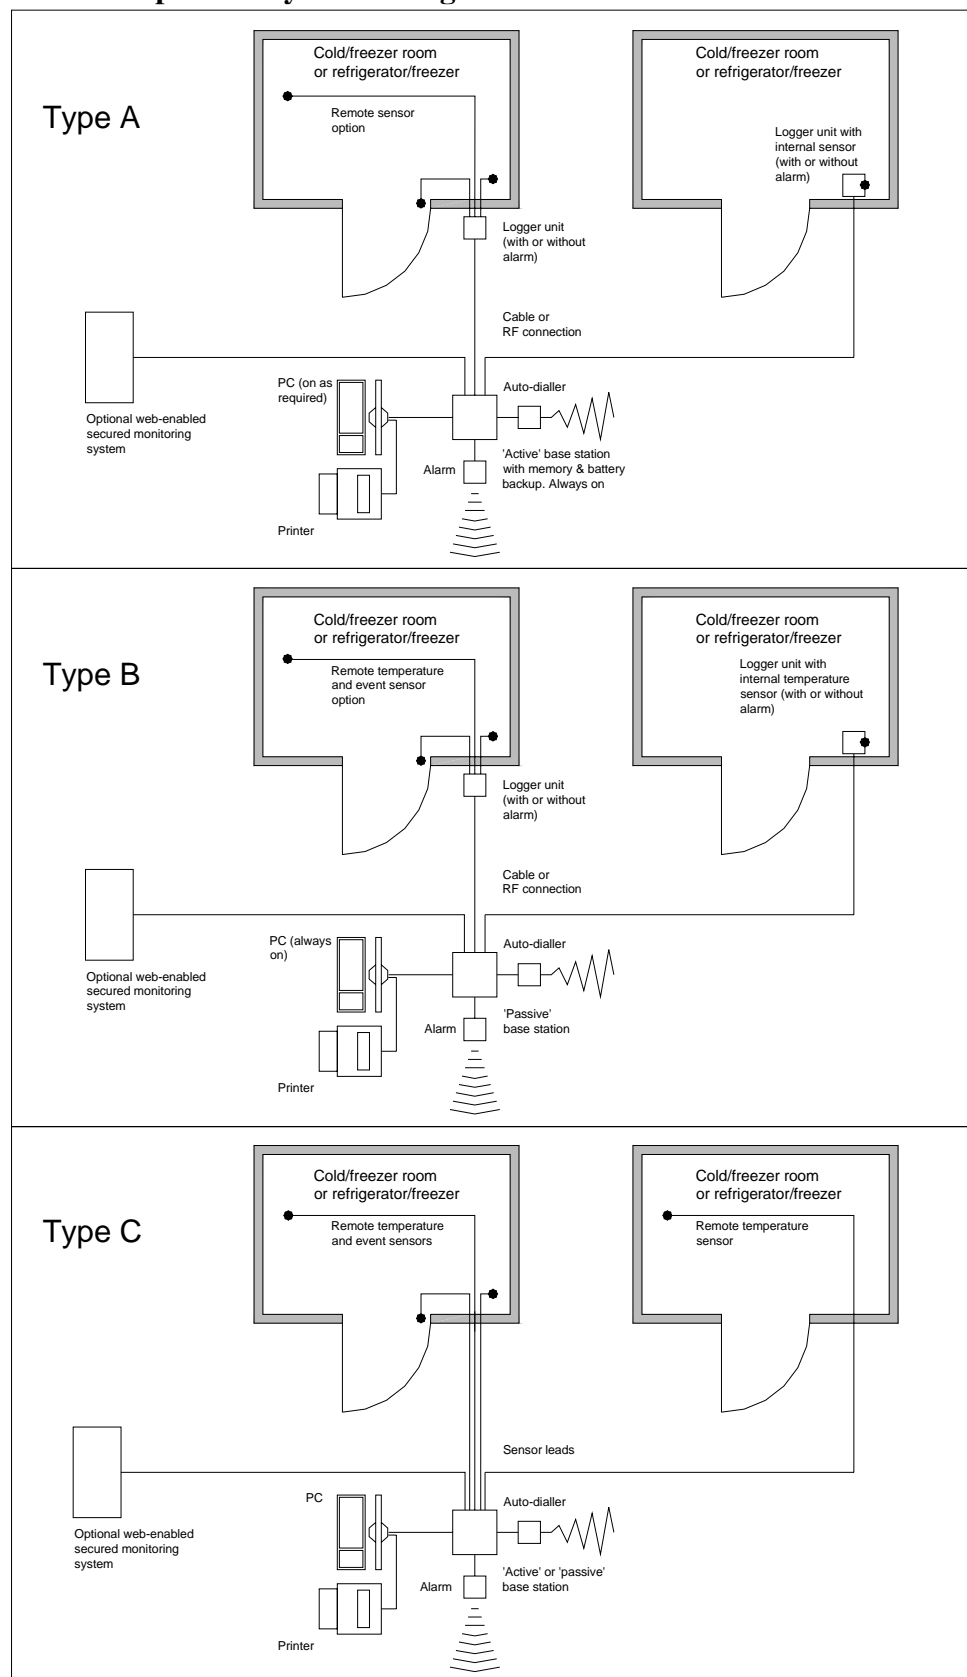 Type A
Cold/freezer room
or refrigerator/freezer
Remote sensor
option
Logger unit
(with or without
alarm)
Cold/freezer room
or refrigerator/freezer
Logger unit with
internal sensor
(with or without
alarm)
Cable or
RF connection
Optional web-enabled
secured monitoring
system
PC (on as
required)
Printer
Alarm
Auto-dialler
'Active' base station
with memory & battery
backup. Always on
Type B
Cold/freezer room
or refrigerator/freezer
Remote temperature
and event sensor
option
Logger unit
(with or without
alarm)
Cold/freezer room
or refrigerator/freezer
Logger unit with
internal temperature
sensor (with or without
alarm)
Cable or
RF connection
Optional web-enabled
secured monitoring
system
PC (always
on)
Printer
Alarm
Auto-dialler
'Passive'
base station
Type C
Cold/freezer room
or refrigerator/freezer
Remote temperature
and event sensors
Cold/freezer room
or refrigerator/freezer
Remote temperature
sensor
Sensor leads
Optional web-enabled
secured monitoring
system
PC
Printer
Alarm
Auto-dialler
'Active' or 'passive'
base station